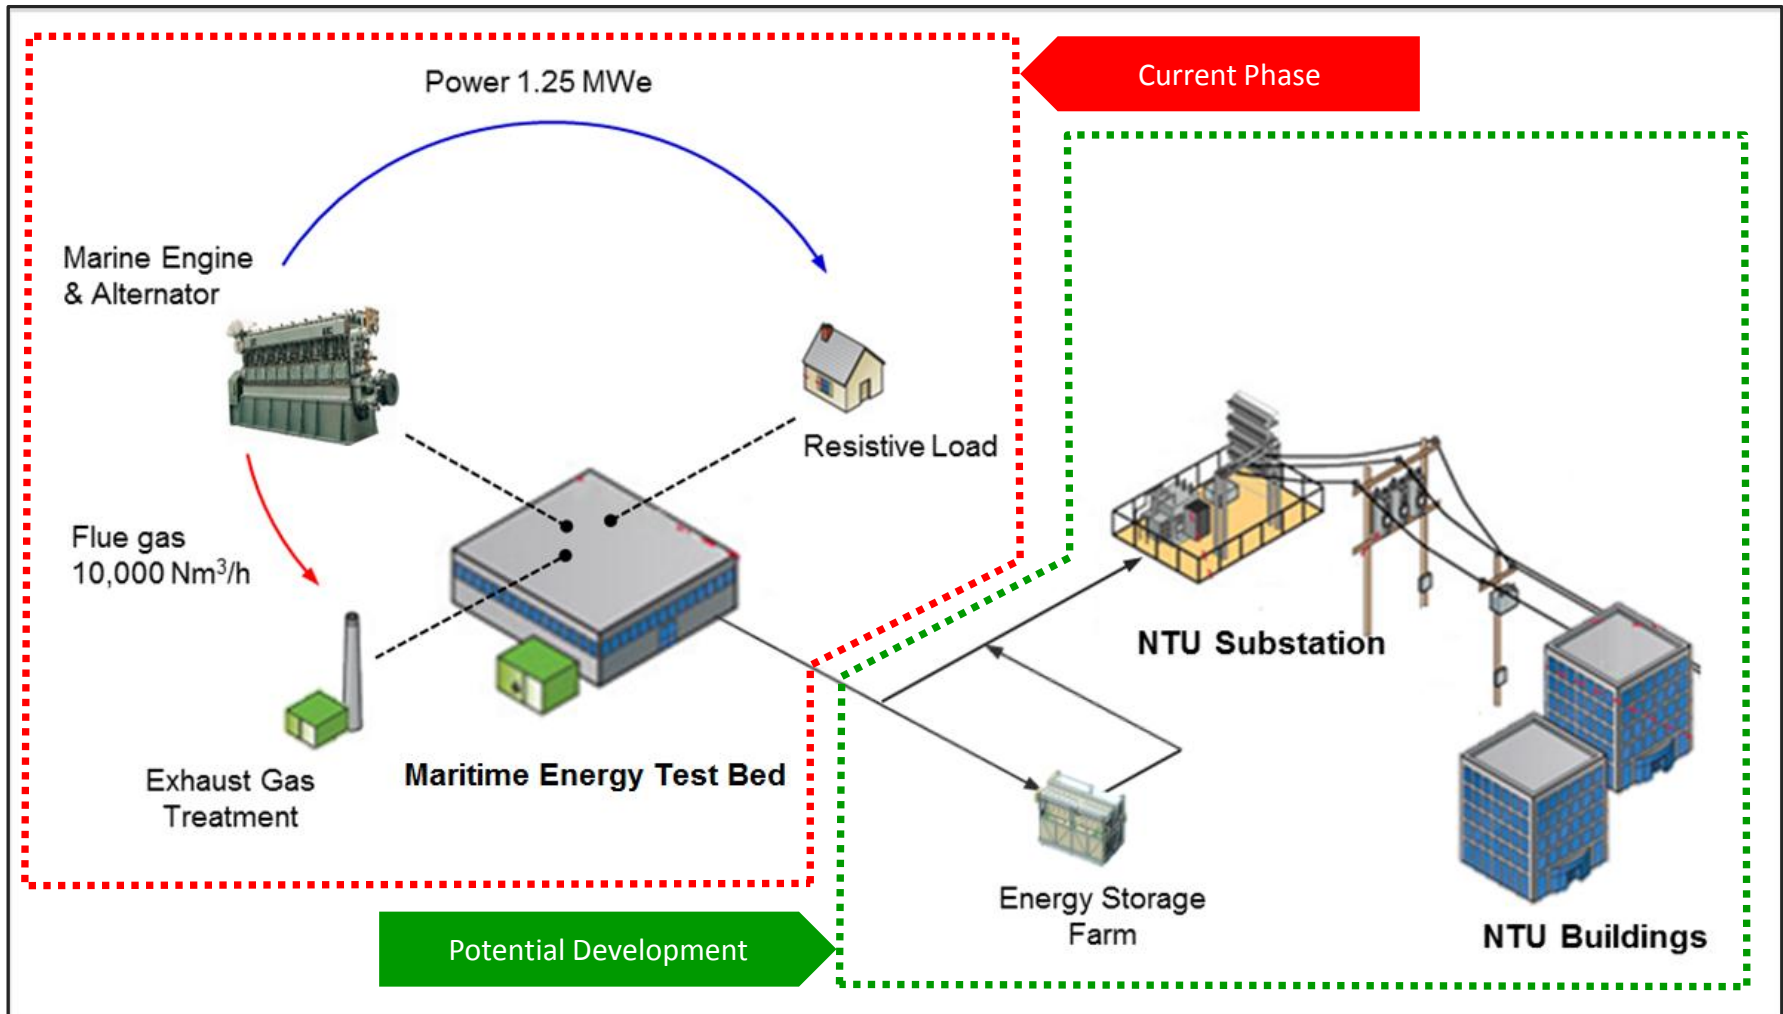 Current Phase
Power 1.25 MWe
Marine Engine
& Alternator
Resistive Load
Flue gas
10,000 Nm³/h
NTU Substation
Maritime Energy Test Bed
Exhaust Gas
Treatment
Energy Storage
Farm
NTU Buildings
Potential Development